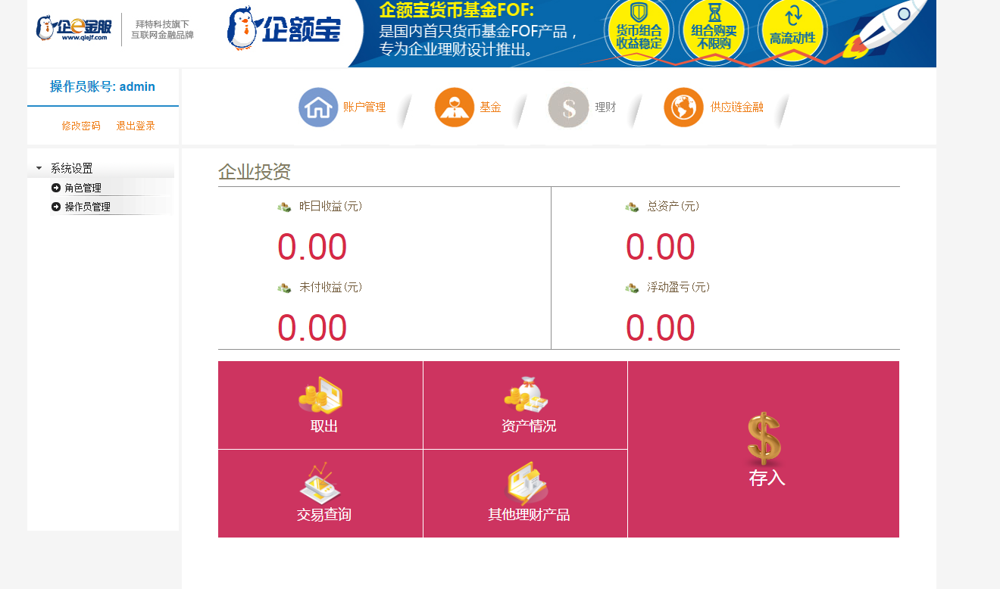 企e金服
www.qiejf.com
拜特科技旗下
互联网金融品牌
企额宝
企额宝货币基金FOF:
是国内首只货币基金FOF产品，
专为企业理财设计推出。
货币组合
收益稳定
组合购买
不限购
高流动性
操作员账号: admin
修改密码 退出登录
账户管理
基金
理财
供应链金融
系统设置
角色管理
操作员管理
企业投资
昨日收益(元)
0.00
总资产(元)
0.00
未付收益(元)
0.00
浮动盈亏(元)
0.00
取出
资产情况
存入
交易查询
其他理财产品